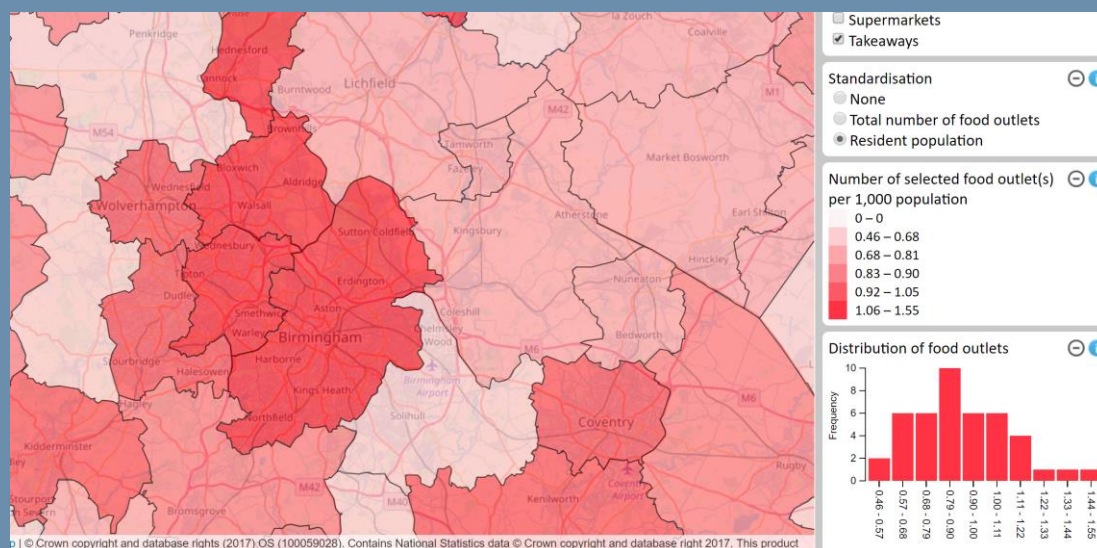 la Zouch
Penkridge
Hednesford
Coalville
Cannock
Burntwood
Lichfield
M42
M1
Brownhills
M54
Tamworth
Fazeley
Bloxwich
Market Bosworth
Wednesfield
Aldridge
Wolverhampton
Walsall
Sutton Coldfield
Kingsbury
Atherstone
Earl Shilton
Wednesbury
Hinckley
Tipton
Erdington
Nuneaton
Dudley
Smethwick
Aston
Coleshill
Warley
Birmingham
Chelmsley
Wood
Bedworth
M6
Stourbridge
Harborne
Halesowen
Birmingham
Airport
Kings Heath
M6
Hagley
Northfield
Solihull
Coventry
Kidderminster
dley
Coventry
Airport
Rugby
Stourport
n Severn
M42
Kenilworth
Bromsgrove
M40
p | © Crown copyright and database rights (2017) OS (100059028). Contains National Statistics data © Crown copyright and database right 2017. This product
Supermarkets
Takeaways
Standardisation
None
Total number of food outlets
Resident population
Number of selected food outlet(s)
per 1,000 population
0 – 0
0.46 – 0.68
0.68 – 0.81
0.83 – 0.90
0.92 – 1.05
1.06 – 1.55
Distribution of food outlets
10
8
6
4
2
0
Frequency
0.46 - 0.57
0.57 - 0.68
0.68 - 0.79
0.79 - 0.90
0.90 - 1.00
1.00 - 1.11
1.11 - 1.22
1.22 - 1.33
1.33 - 1.44
1.44 - 1.55